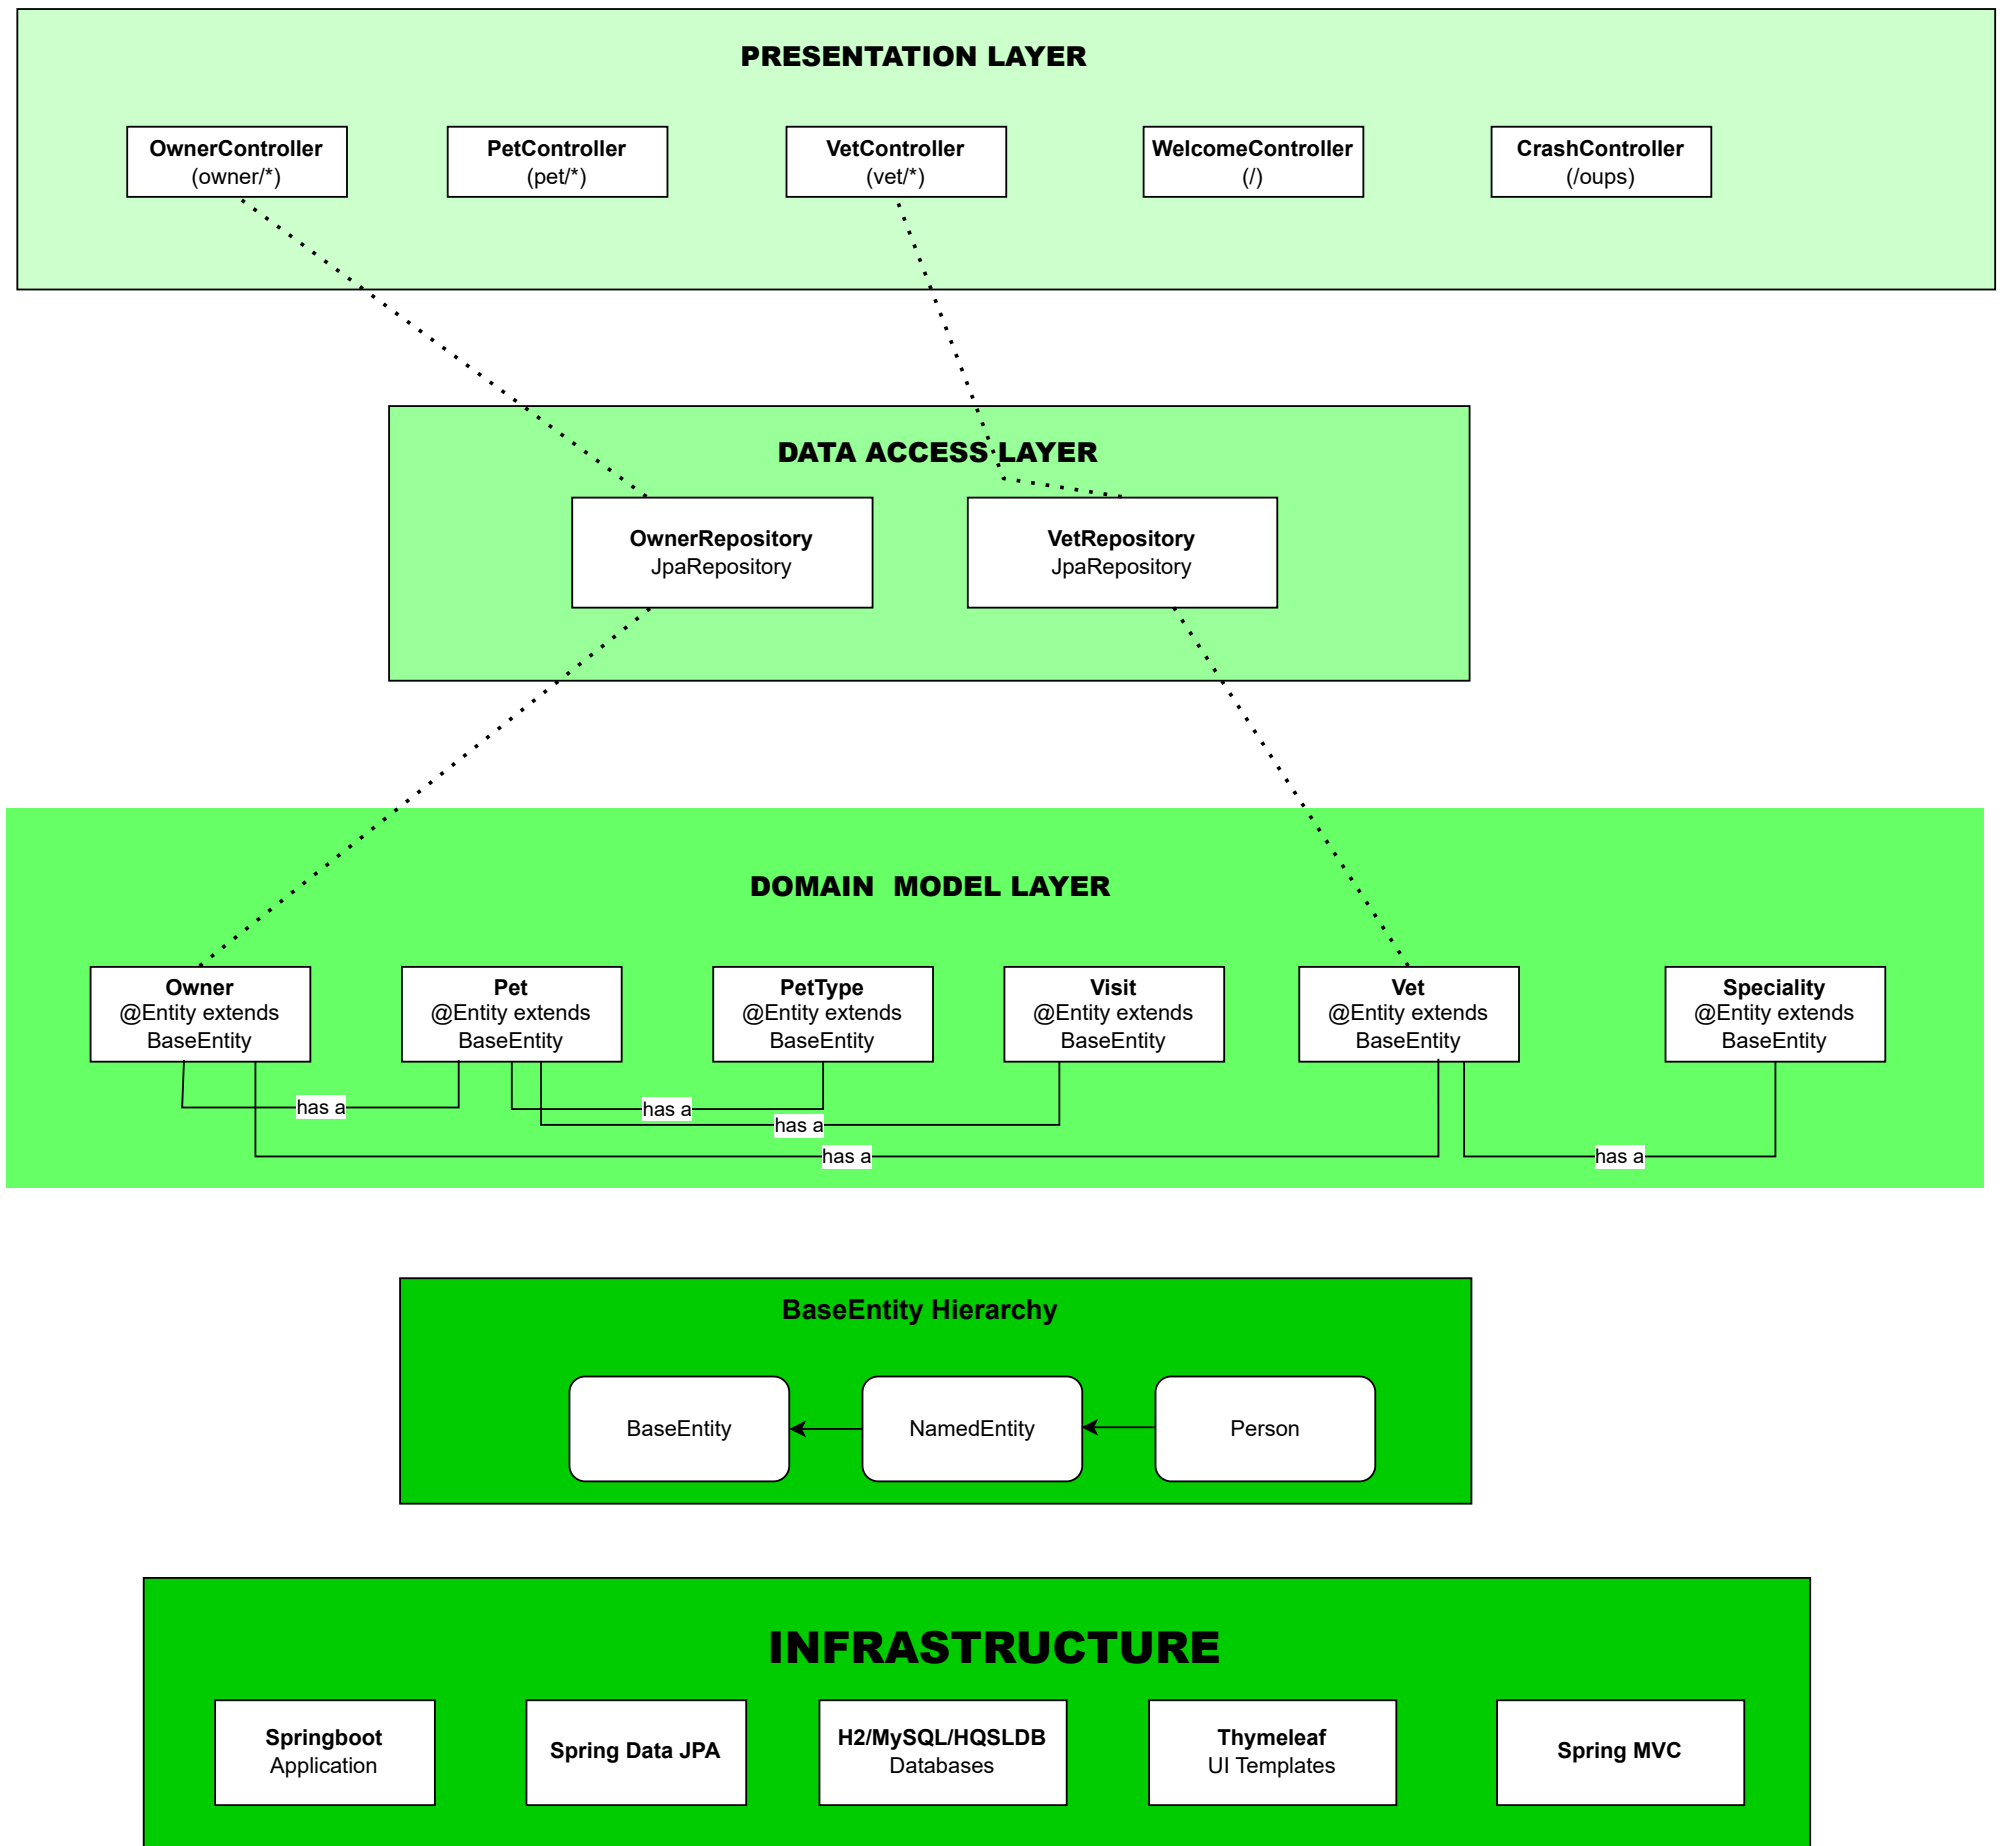 PRESENTATION LAYER
OwnerController
(owner/*)
PetController
(pet/*)
VetController
(vet/*)
WelcomeController
(/)
CrashController
(/oups)
DATA ACCESS LAYER
OwnerRepository
JpaRepository
VetRepository
JpaRepository
DOMAIN  MODEL LAYER
Owner
@Entity extends
BaseEntity
Pet
@Entity extends
BaseEntity
PetType
@Entity extends
BaseEntity
Visit
@Entity extends
BaseEntity
Vet
@Entity extends
BaseEntity
Speciality
@Entity extends
BaseEntity
has a
has a
has a
has a
has a
BaseEntity Hierarchy
BaseEntity
NamedEntity
Person
INFRASTRUCTURE
Springboot
Application
Spring Data JPA
H2/MySQL/HQSLDB
Databases
Thymeleaf
UI Templates
Spring MVC